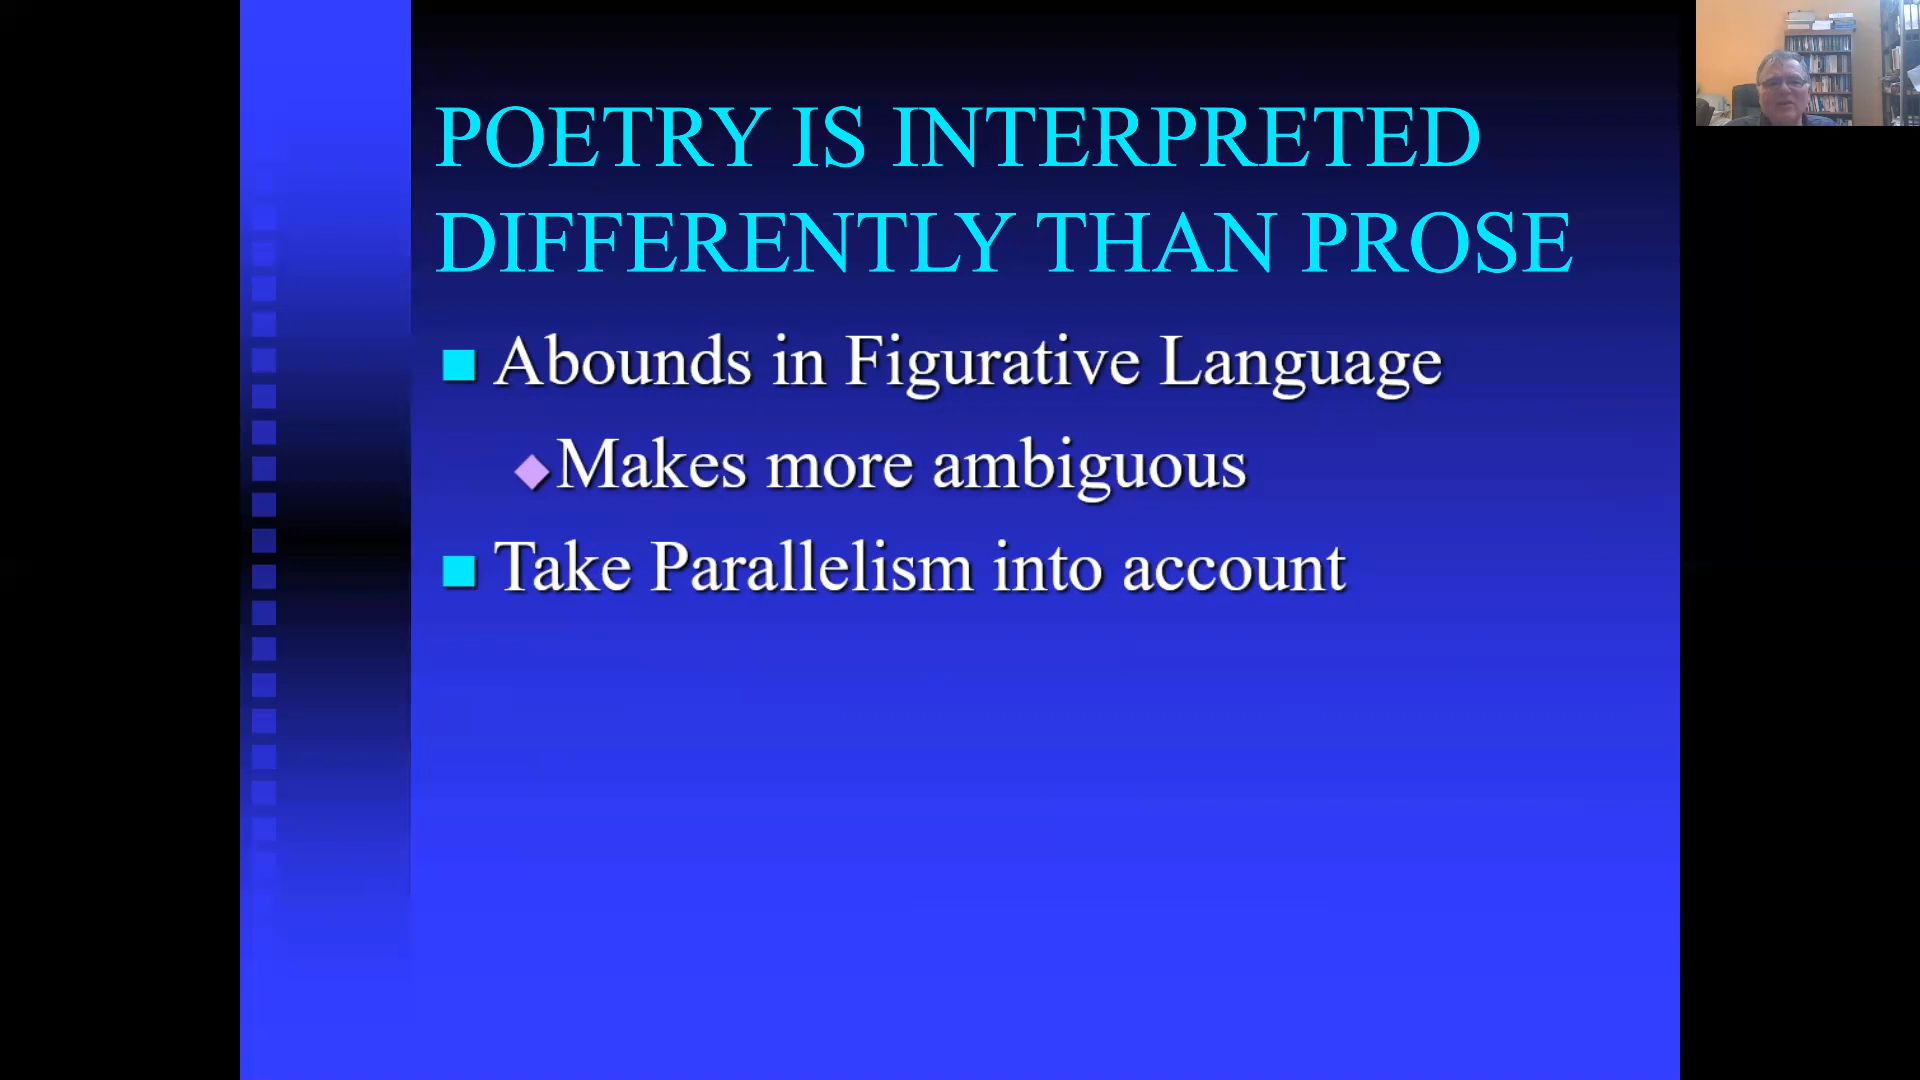 POETRY IS INTERPRETED
DIFFERENTLY THAN PROSE
Abounds in Figurative Language
Makes more ambiguous
Take Parallelism into account